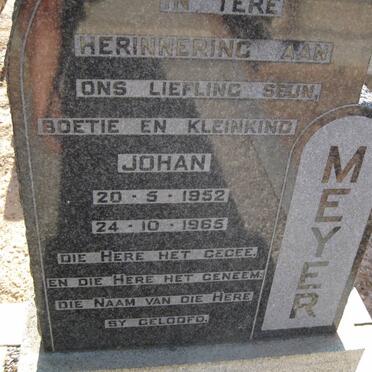 IN TERE
HERINNERING AAN
ONS LIEFLING SEUN,
BOETIE EN KLEINKIND
JOHAN
20 - 5 - 1952
24 - 10 - 1965
DIE HERE HET GEGEE,
EN DIE HERE HET GENEEM:
DIE NAAM VAN DIE HERE
SY GELOOFD.
MEYER